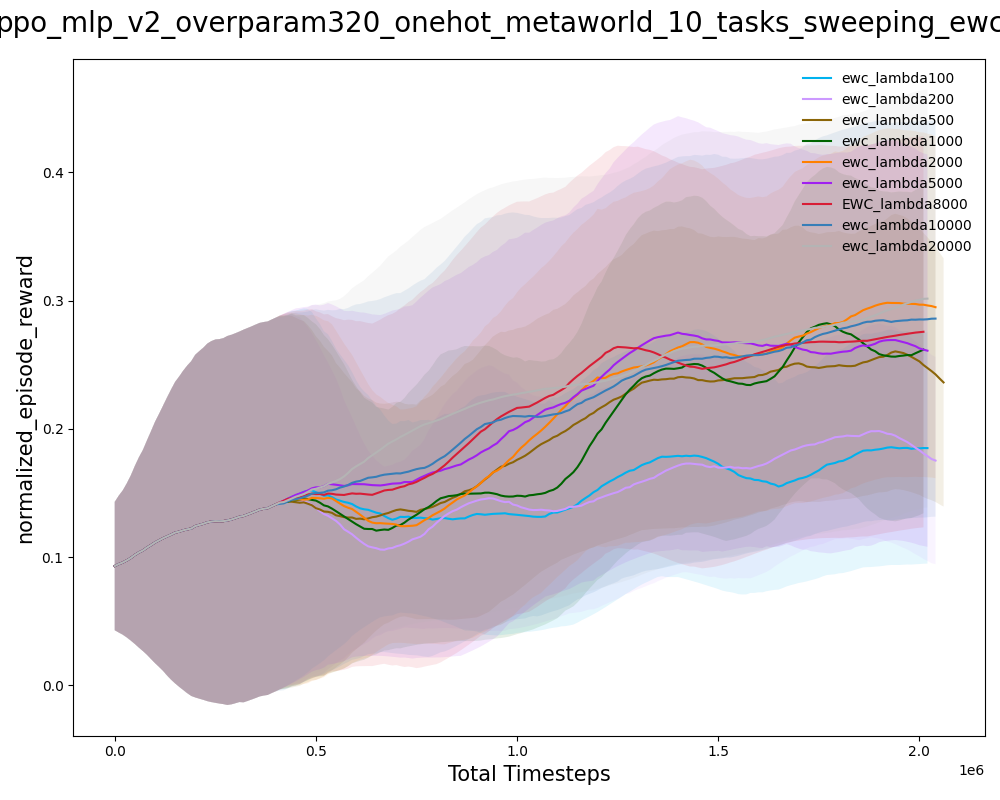 ppo_mlp_v2_overparam320_onehot_metaworld_10_tasks_sweeping_ewc
ewc_lambda100
ewc_lambda200
ewc_lambda500
ewc_lambda1000
ewc_lambda2000
ewc_lambda5000
EWC_lambda8000
ewc_lambda10000
ewc_lambda20000
normalized_episode_reward
0.4
0.3
0.2
0.1
0.0
0.0 0.5 1.0 1.5 2.0
1e6
Total Timesteps